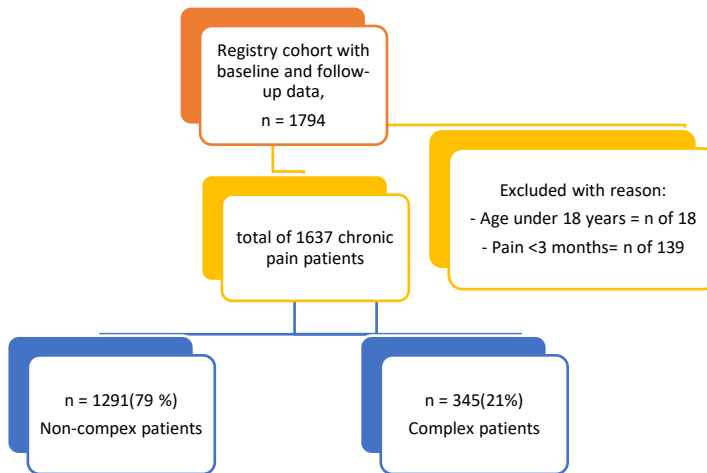 Registry cohort with
baseline and follow-
up data,
n = 1794
Excluded with reason:
- Age under 18 years = n of 18
- Pain <3 months= n of 139
total of 1637 chronic
pain patients
n = 1291(79 %)
Non-compex patients
n = 345(21%)
Complex patients